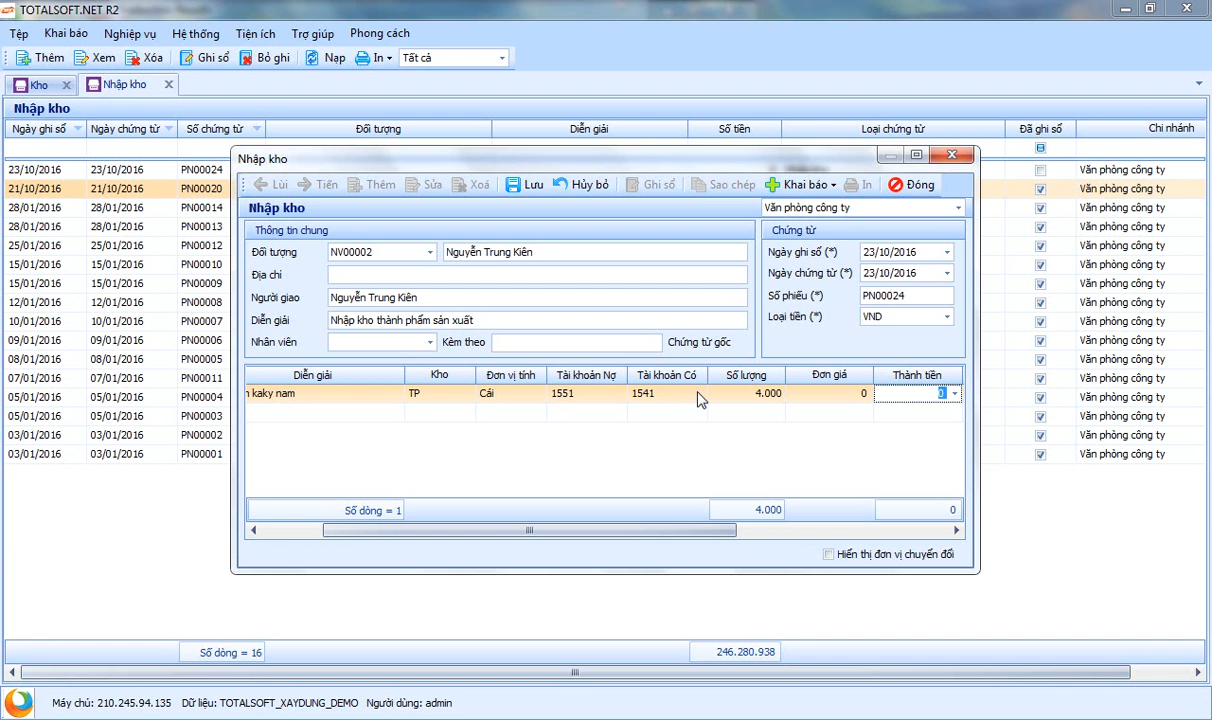 TOTALSOFT.NET R2
Tệp Khai báo Nghiệp vụ Hệ thống Tiện ích Trợ giúp Phong cách
Thêm Xem Xóa Ghi sổ Bỏ ghi Nạp In Tất cả
Kho Nhập kho
Nhập kho
Ngày ghi sổ Ngày chứng từ Số chứng từ Đối tượng Diễn giải Số tiền Loại chứng từ Đã ghi sổ Chi nhánh
23/10/2016 23/10/2016 PN00024 Văn phòng công ty
21/10/2016 21/10/2016 PN00020 Văn phòng công ty
28/01/2016 28/01/2016 PN00014 Văn phòng công ty
28/01/2016 28/01/2016 PN00013 Văn phòng công ty
25/01/2016 25/01/2016 PN00012 Văn phòng công ty
15/01/2016 15/01/2016 PN00010 Văn phòng công ty
15/01/2016 15/01/2016 PN00009 Văn phòng công ty
12/01/2016 12/01/2016 PN00008 Văn phòng công ty
10/01/2016 10/01/2016 PN00007 Văn phòng công ty
09/01/2016 09/01/2016 PN00006 Văn phòng công ty
08/01/2016 08/01/2016 PN00005 Văn phòng công ty
07/01/2016 07/01/2016 PN00011 Văn phòng công ty
05/01/2016 05/01/2016 PN00004 Văn phòng công ty
05/01/2016 05/01/2016 PN00003 Văn phòng công ty
03/01/2016 03/01/2016 PN00002 Văn phòng công ty
03/01/2016 03/01/2016 PN00001 Văn phòng công ty
Nhập kho
Lùi Tiến Thêm Sửa Xoá Lưu Hủy bỏ Ghi sổ Sao chép Khai báo In Đóng
Nhập kho Văn phòng công ty
Thông tin chung Chứng từ
Đối tượng NV00002 Nguyễn Trung Kiên Ngày ghi sổ (*) 23/10/2016
Địa chỉ Ngày chứng từ (*) 23/10/2016
Người giao Nguyễn Trung Kiên Số phiếu (*) PN00024
Diễn giải Nhập kho thành phẩm sản xuất Loại tiền (*) VND
Nhân viên Kèm theo Chứng từ gốc
Diễn giải Kho Đơn vị tính Tài khoản Nợ Tài khoản Có Số lượng Đơn giá Thành tiền
kaky nam TP Cái 1551 1541 4.000 0 0
Số dòng = 1 4.000 0
Hiển thị đơn vị chuyển đổi
Số dòng = 16 246.280.938
Máy chủ: 210.245.94.135 Dữ liệu: TOTALSOFT_XAYDUNG_DEMO Người dùng: admin